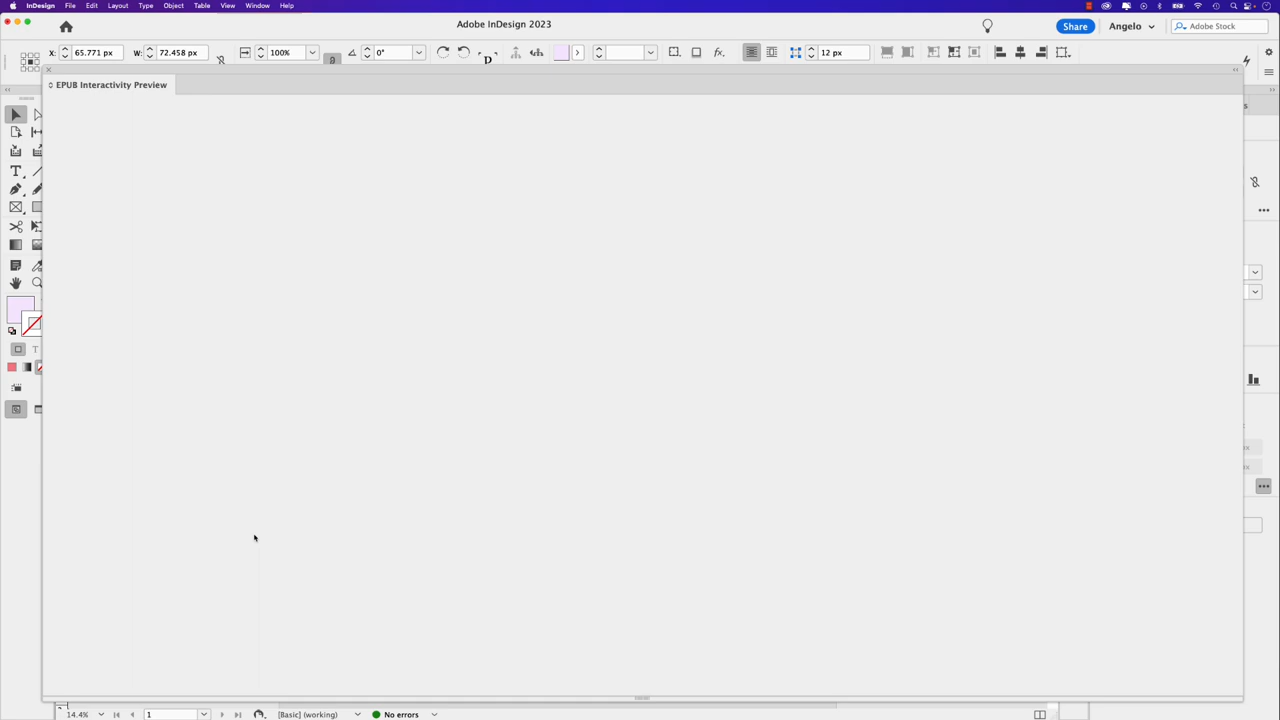 InDesign File Edit Layout Type Object Table View Window Help
Adobe InDesign 2023
Angelo
Share
Adobe Stock
X: 65.771 px W: 72.458 px 100% 0° 12 px
EPUB Interactivity Preview
14.4% 1 [Basic] (working) No errors